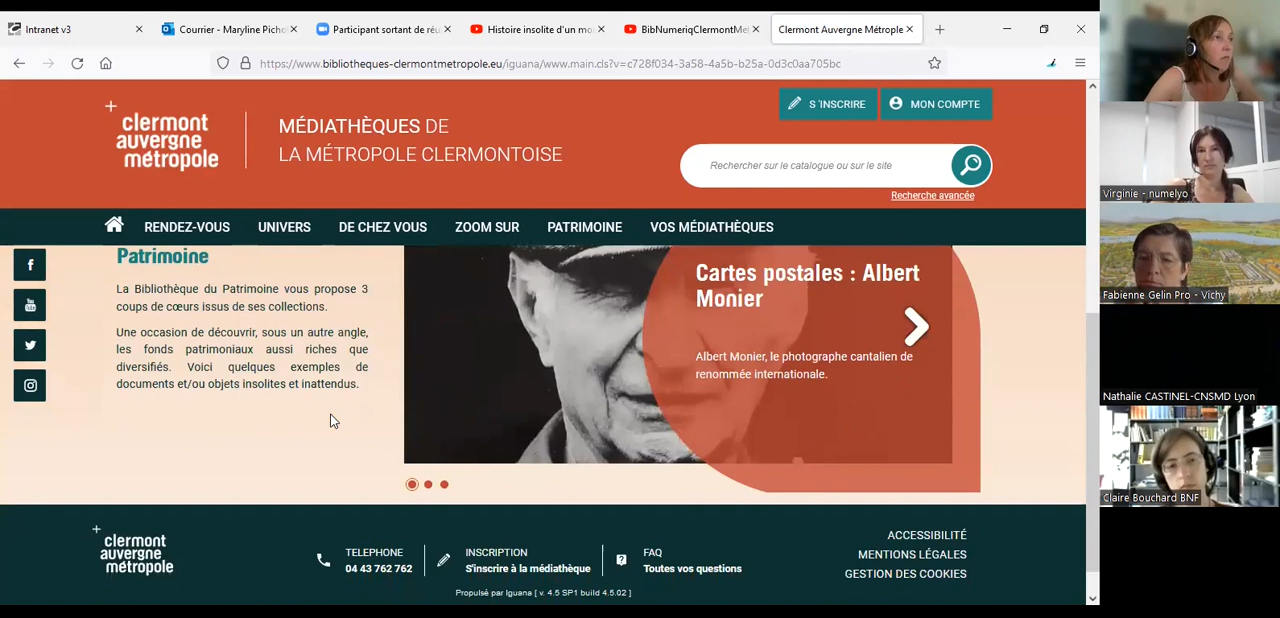 Intranet v3
Courrier - Maryline Pichol
Participant sortant de réu
Histoire insolite d'un mo
BibNumeriqClermontMet
Clermont Auvergne Métropole
https://www.bibliotheques-clermontmetropole.eu/iguana/www.main.cls?v=c728f034-3a58-4a5b-b25a-0d3c0aa705bc
S 'INSCRIRE
MON COMPTE
clermont
auvergne
métropole
MÉDIATHÈQUES DE
LA MÉTROPOLE CLERMONTOISE
Rechercher sur le catalogue ou sur le site
Recherche avancée
RENDEZ-VOUS
UNIVERS
DE CHEZ VOUS
ZOOM SUR
PATRIMOINE
VOS MÉDIATHÈQUES
Patrimoine
La Bibliothèque du Patrimoine vous propose 3
coups de cœurs issus de ses collections.
Une occasion de découvrir, sous un autre angle,
les fonds patrimoniaux aussi riches que
diversifiés. Voici quelques exemples de
documents et/ou objets insolites et inattendus.
Cartes postales : Albert
Monier
Albert Monier, le photographe cantalien de
renommée internationale.
clermont
auvergne
métropole
TELEPHONE
04 43 762 762
INSCRIPTION
S'inscrire à la médiathèque
FAQ
Toutes vos questions
ACCESSIBILITÉ
MENTIONS LÉGALES
GESTION DES COOKIES
Propulsé par Iguana [ v. 4.5 SP1 build 4.5.02 ]
Virginie - numelyo
Fabienne Gelin Pro - Vichy
Nathalie CASTINEL-CNSMD Lyon
Claire Bouchard BNF